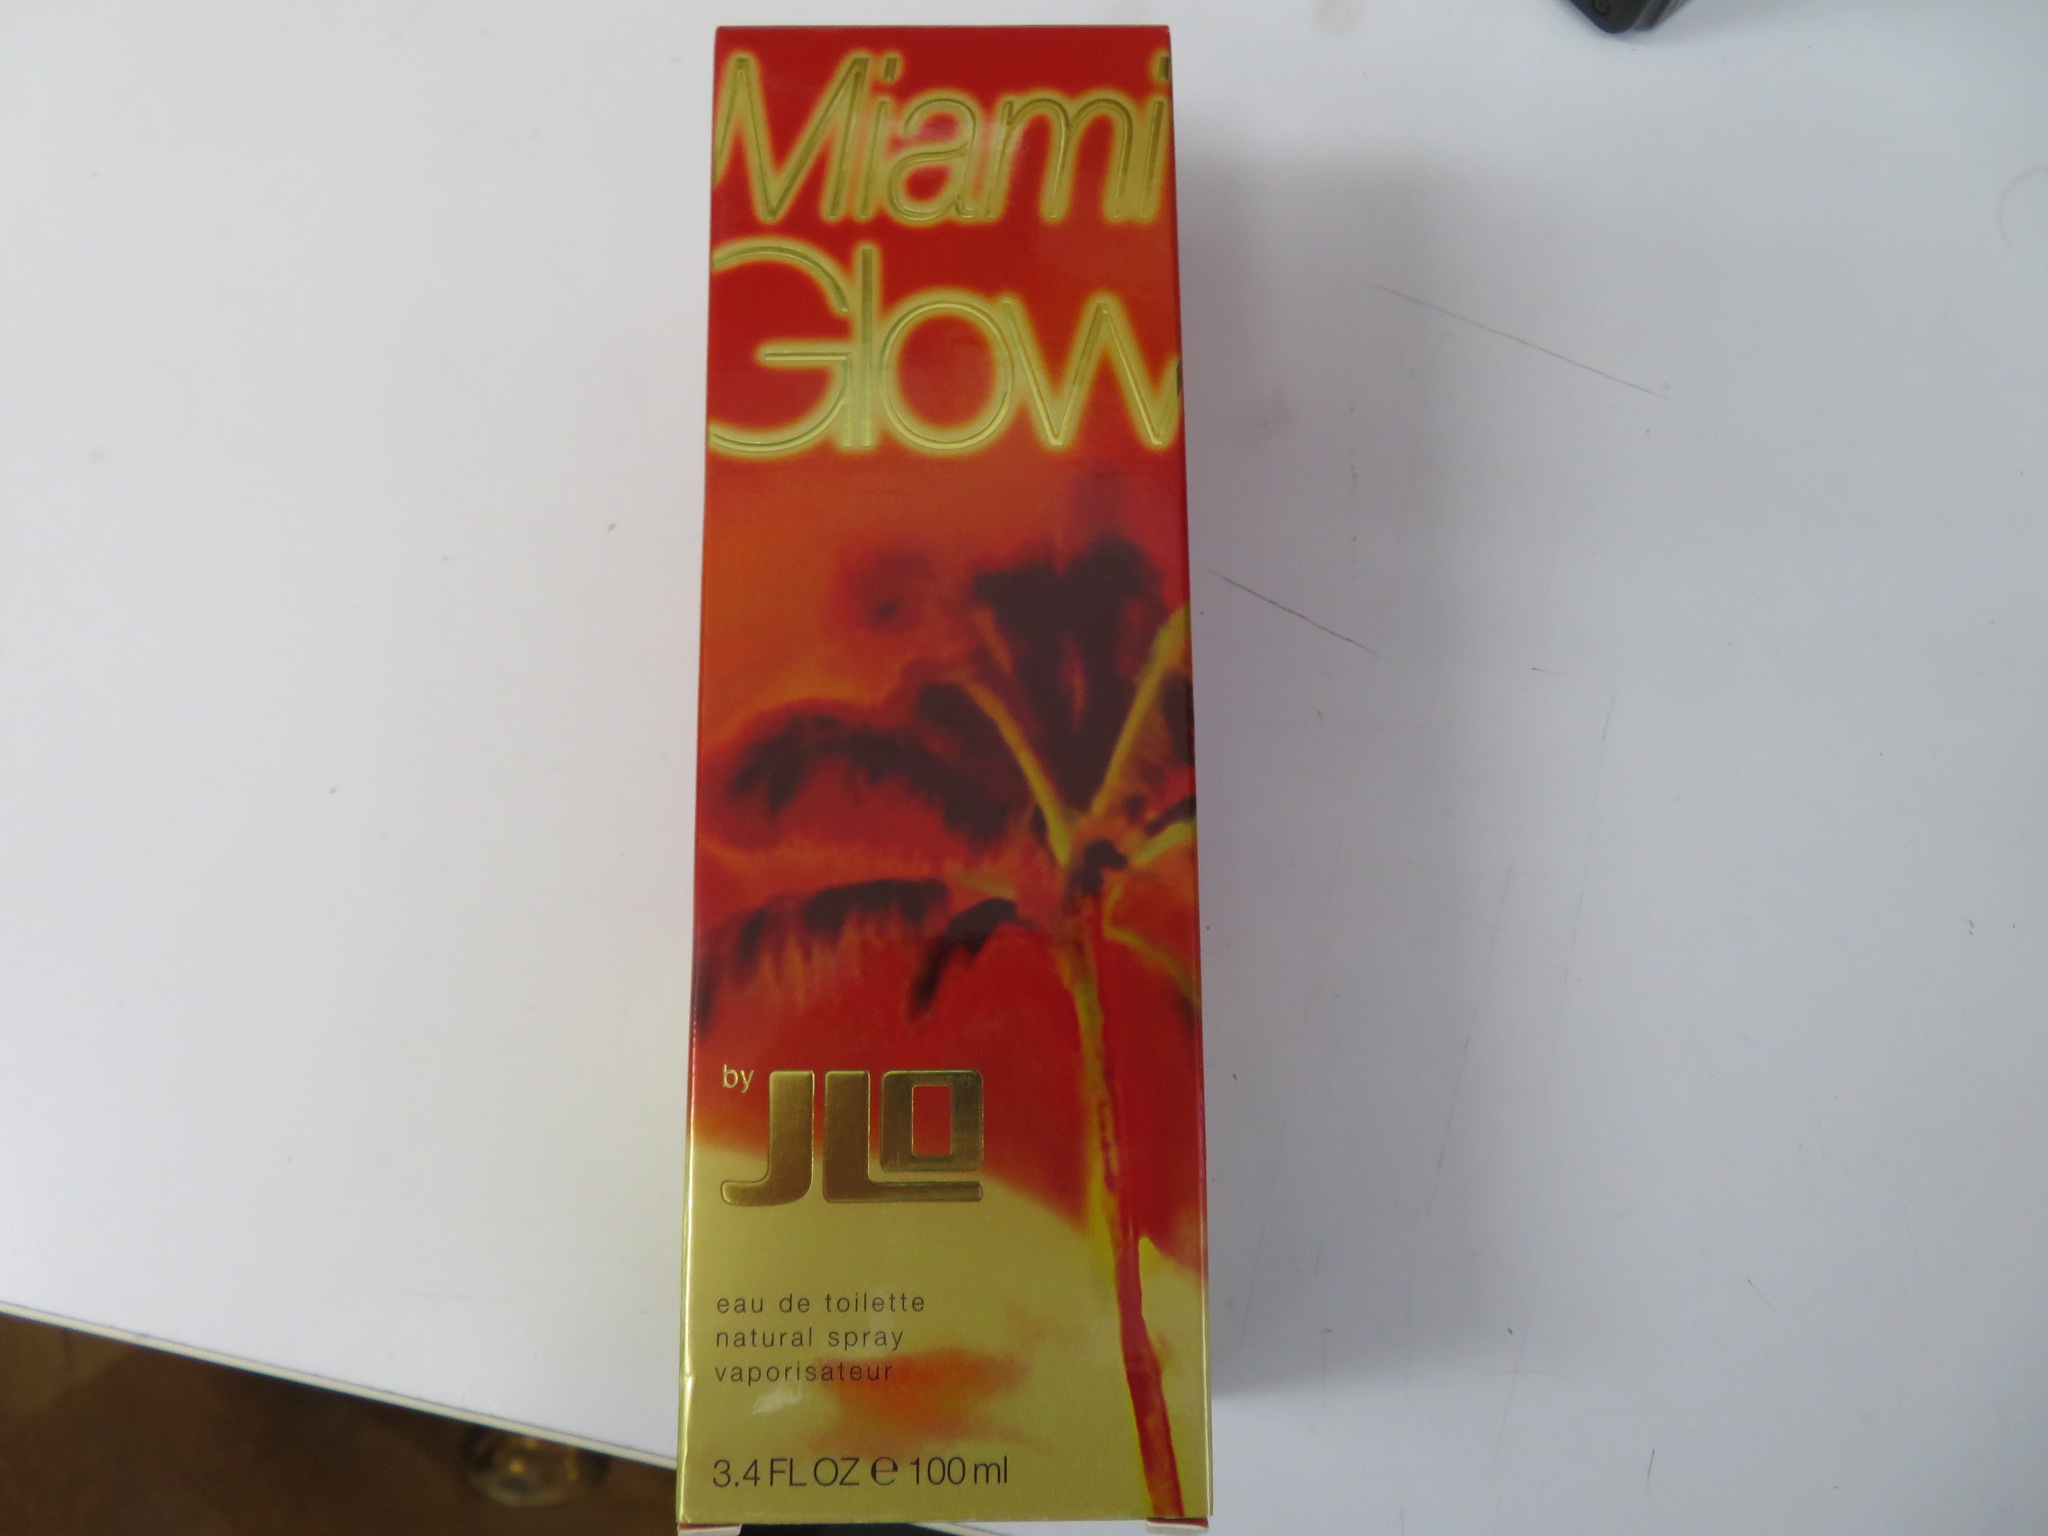 Miami
Glow
by JLO
eau de toilette
natural spray
vaporisateur
3.4 FL OZ ℮ 100 ml